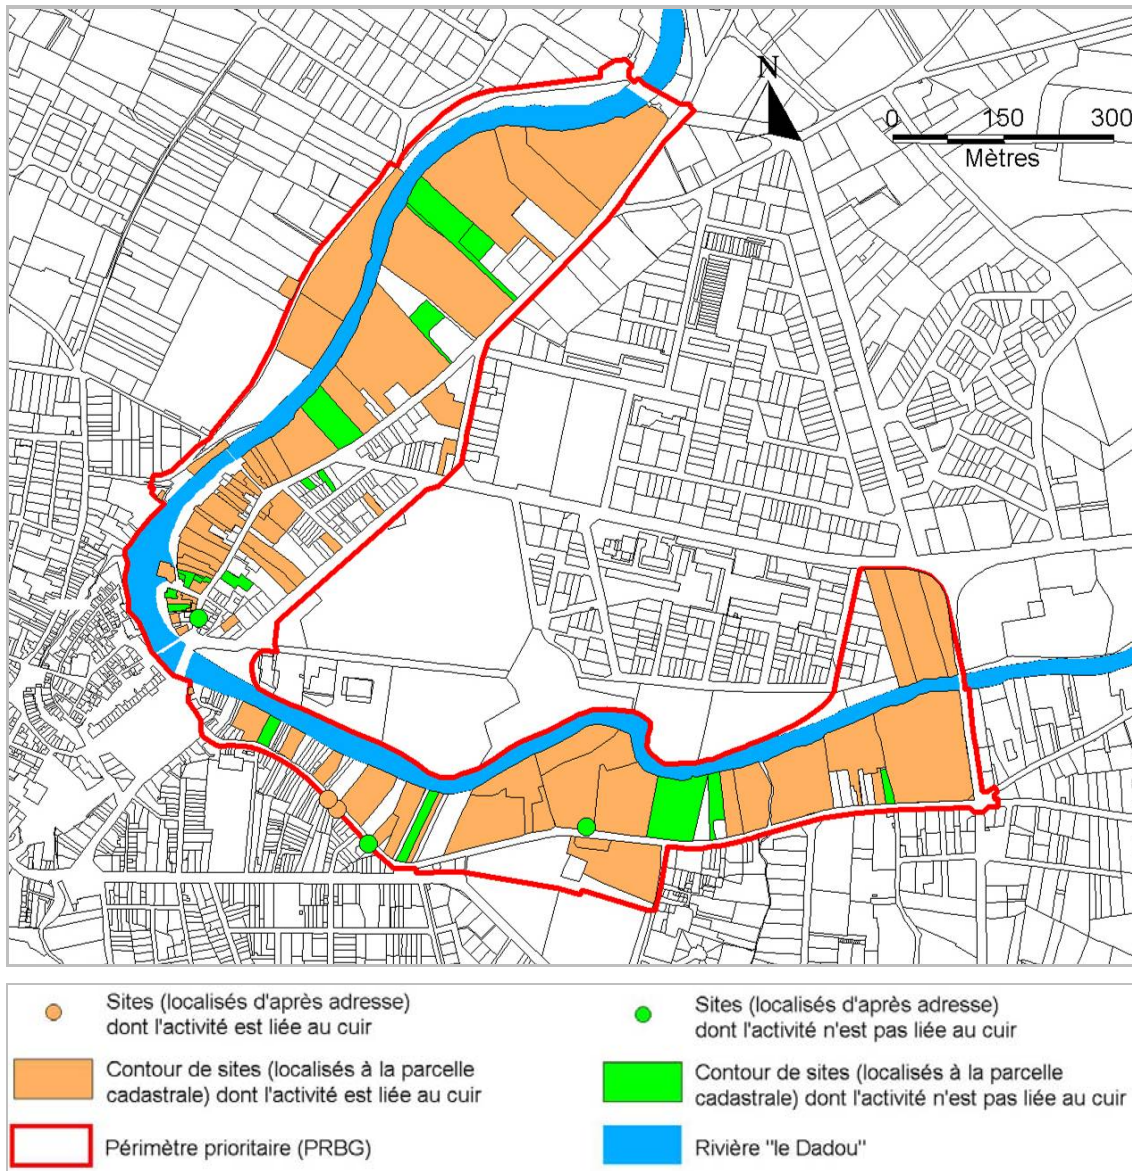 N
0 150 300
Mètres
Sites (localisés d'après adresse)
dont l'activité est liée au cuir
Contour de sites (localisés à la parcelle
cadastrale) dont l'activité est liée au cuir
Périmètre prioritaire (PRBG)
Sites (localisés d'après adresse)
dont l'activité n'est pas liée au cuir
Contour de sites (localisés à la parcelle
cadastrale) dont l'activité n'est pas liée au cuir
Rivière "le Dadou"